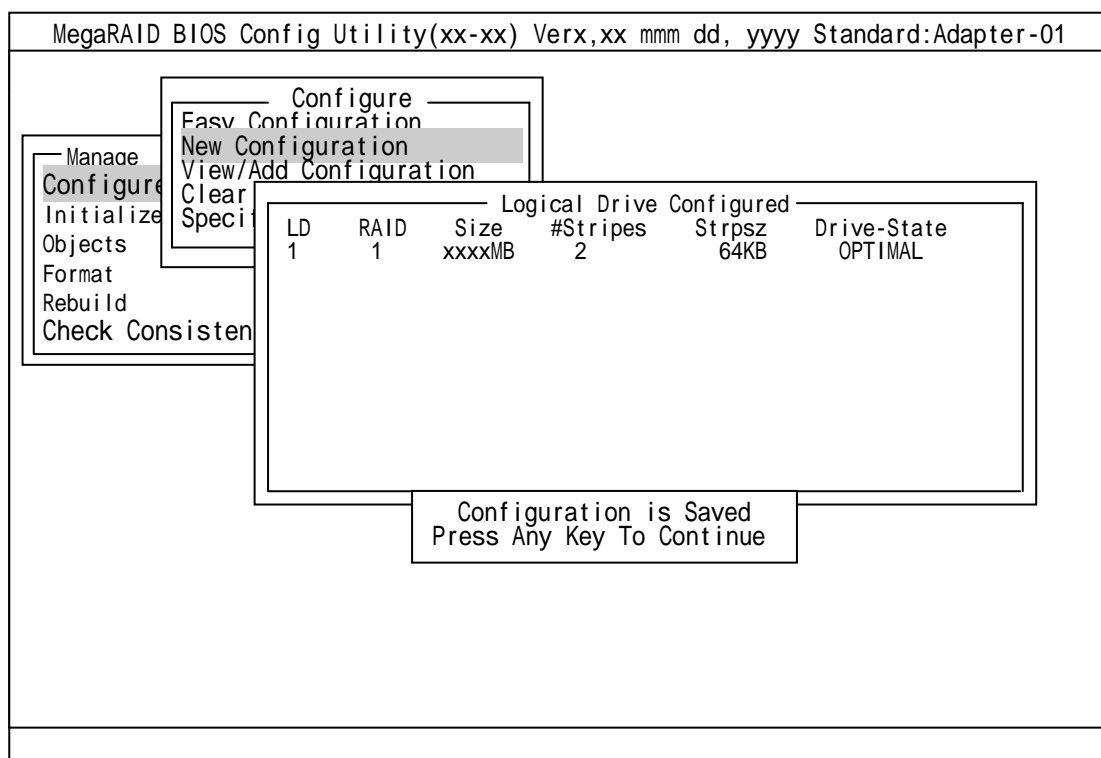 MegaRAID BIOS Config Utility(xx-xx) Verx,xx mmm dd, yyyy Standard:Adapter-01
Configure
Easy Configuration
New Configuration
View/Add Configuration
Clear
Specif
Manage
Configure
Initialize
Objects
Format
Rebuild
Check Consisten
Logical Drive Configured
LD RAID Size #Stripes Strpsz Drive-State
1 1 xxxxMB 2 64KB OPTIMAL
Configuration is Saved
Press Any Key To Continue